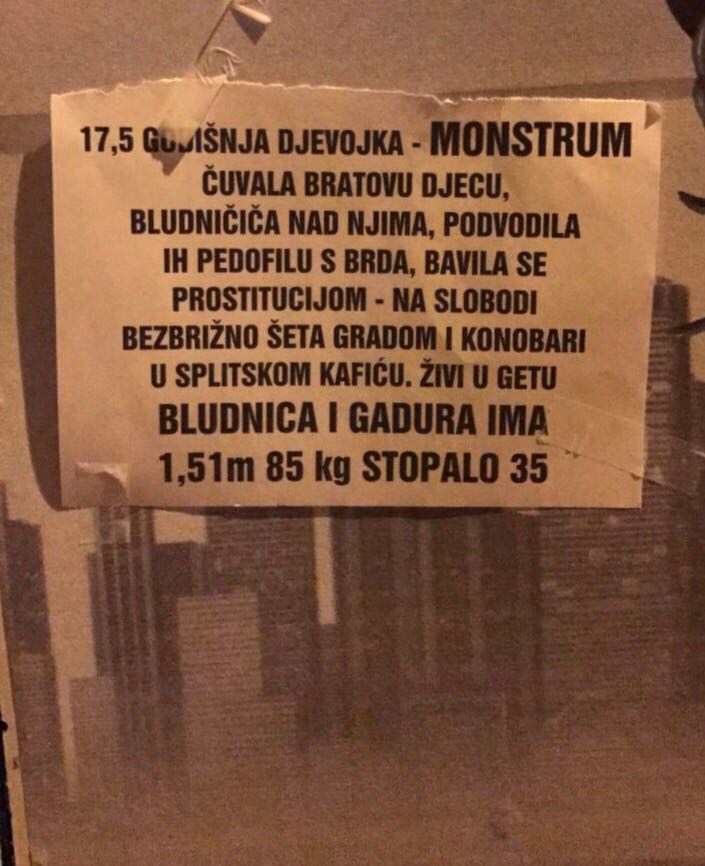 17,5 GODIŠNJA DJEVOJKA - MONSTRUM
ČUVALA BRATOVU DJECU,
BLUDNIČIČA NAD NJIMA, PODVODILA
IH PEDOFILU S BRDA, BAVILA SE
PROSTITUCIJOM - NA SLOBODI
BEZBRIŽNO ŠETA GRADOM I KONOBARI
U SPLITSKOM KAFIĆU. ŽIVI U GETU
BLUDNICA I GADURA IMA
1,51m 85 kg STOPALO 35